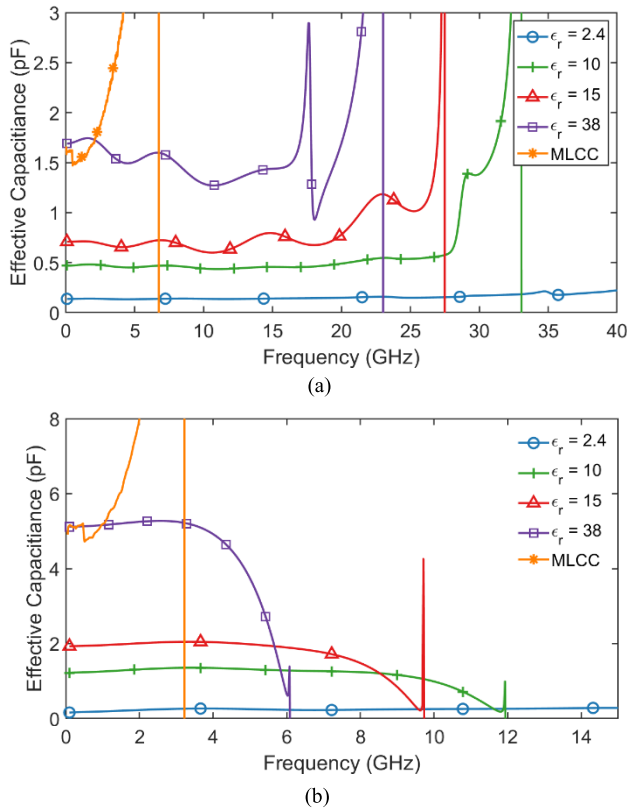 3
2.5
2
1.5
1
0.5
0
Effective Capacitiance (pF)
ϵr = 2.4
ϵr = 10
ϵr = 15
ϵr = 38
MLCC
0 5 10 15 20 25 30 35 40
Frequency (GHz)
(a)
8
6
4
2
0
Effective Capacitiance (pF)
ϵr = 2.4
ϵr = 10
ϵr = 15
ϵr = 38
MLCC
0 2 4 6 8 10 12 14
Frequency (GHz)
(b)